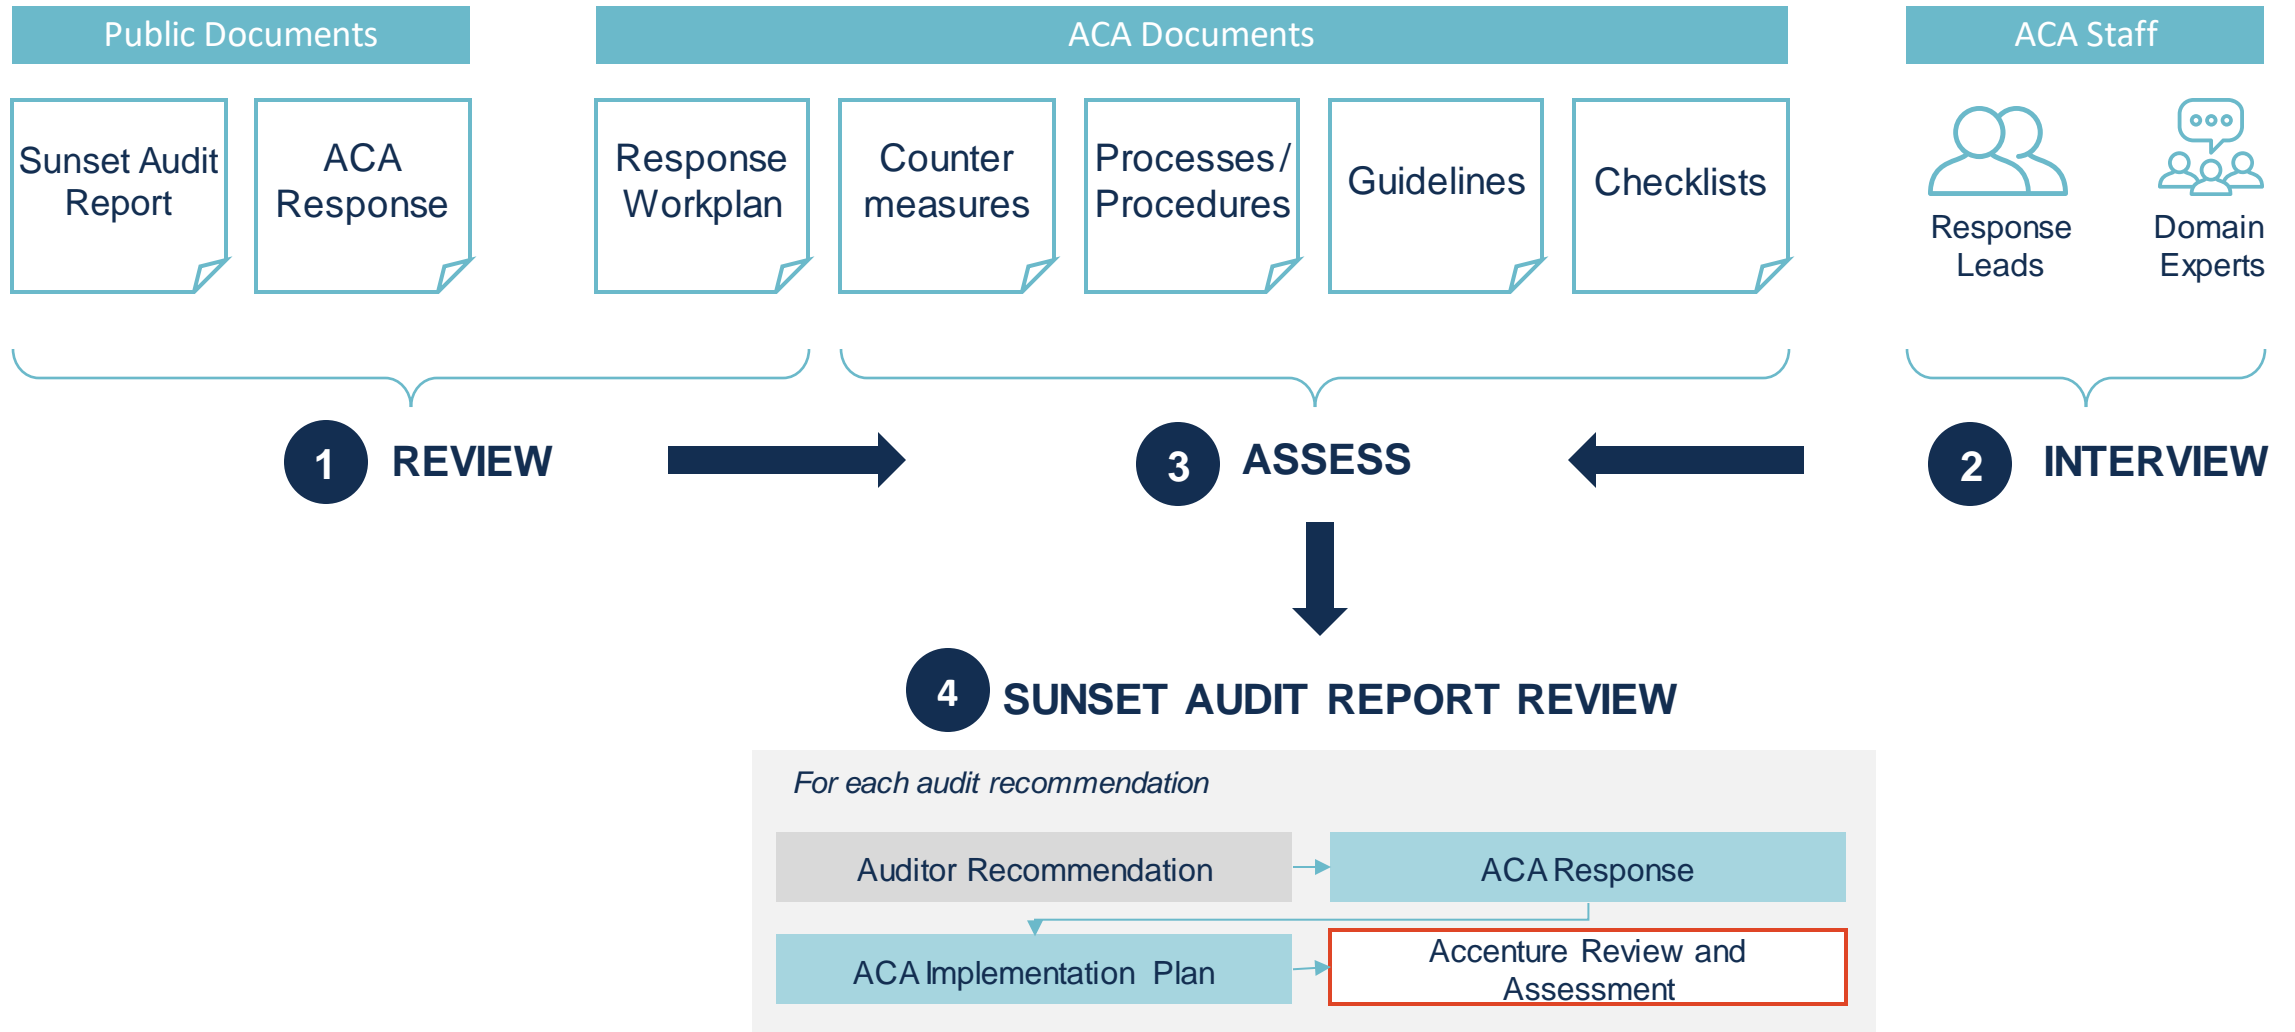 Public Documents
ACA Documents
ACA Staff
Sunset Audit
Report
ACA
Response
Response
Workplan
Counter
measures
Processes/
Procedures
Guidelines
Checklists
Response
Leads
Domain
Experts
1 REVIEW
3 ASSESS
2 INTERVIEW
4 SUNSET AUDIT REPORT REVIEW
For each audit recommendation
Auditor Recommendation
ACA Response
ACA Implementation Plan
Accenture Review and
Assessment